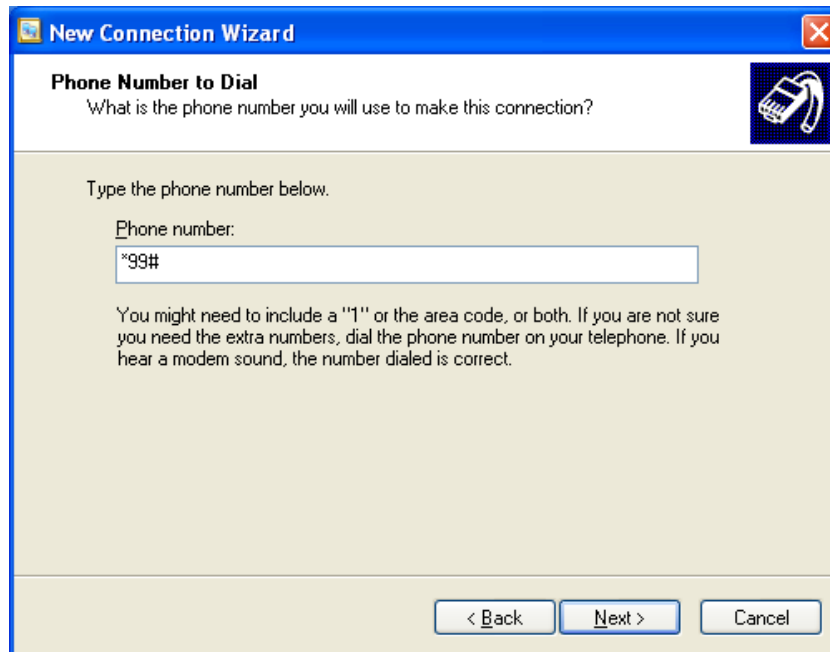 New Connection Wizard
Phone Number to Dial
What is the phone number you will use to make this connection?
Type the phone number below.
Phone number:
*99#
You might need to include a "1" or the area code, or both. If you are not sure
you need the extra numbers, dial the phone number on your telephone. If you
hear a modem sound, the number dialed is correct.
< Back
Next >
Cancel